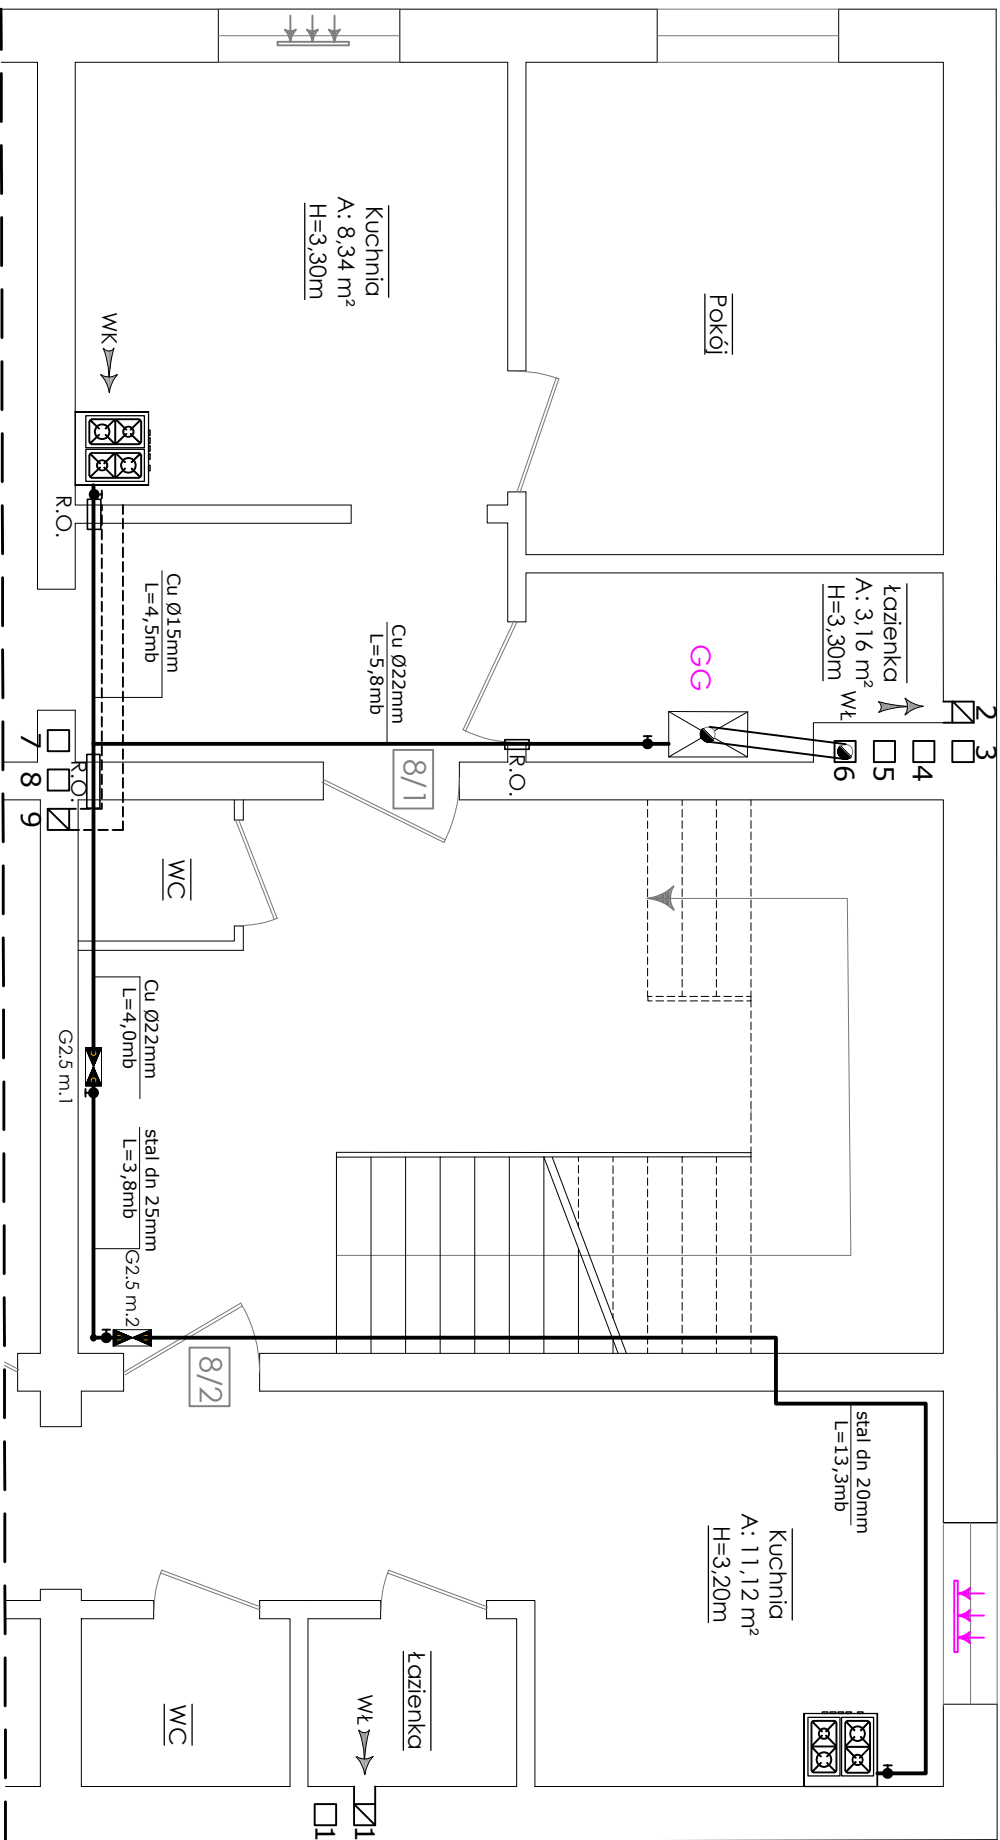 Kuchnia
A: 8,34 m²
H=3,30m
Pokój
WK
R.O.
Cu Ø15mm
L=4,5mb
Cu Ø22mm
L=5,8mb
GG
Łazienka
A: 3,16 m²
H=3,30m
WŁ
2
3
4
5
6
R.O.
8/1
7
8
9
R.O.
WC
Cu Ø22mm
L=4,0mb
G2.5 m.1
stal dn 25mm
L=3,8mb
G2.5 m.2
8/2
stal dn 20mm
L=13,3mb
Kuchnia
A: 11,12 m²
H=3,20m
Łazienka
WŁ
WC
1
1